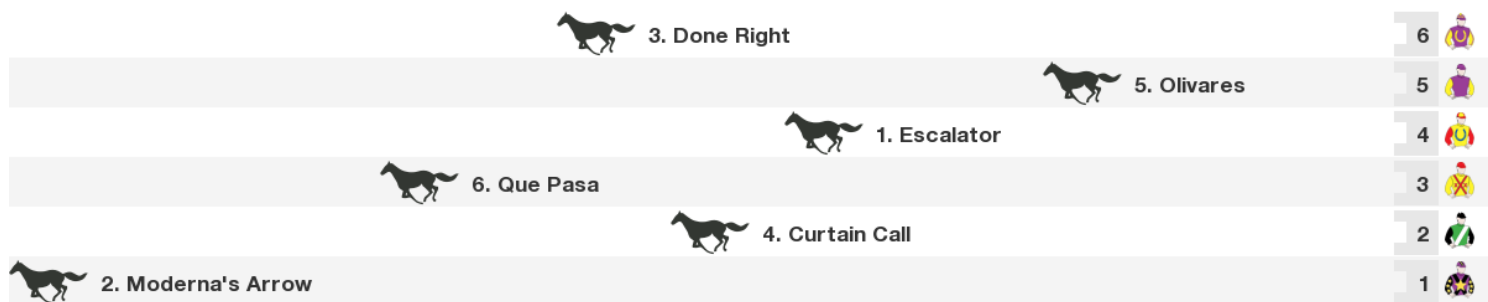 3. Done Right 6
5. Olivares 5
1. Escalator 4
6. Que Pasa 3
4. Curtain Call 2
2. Moderna's Arrow 1